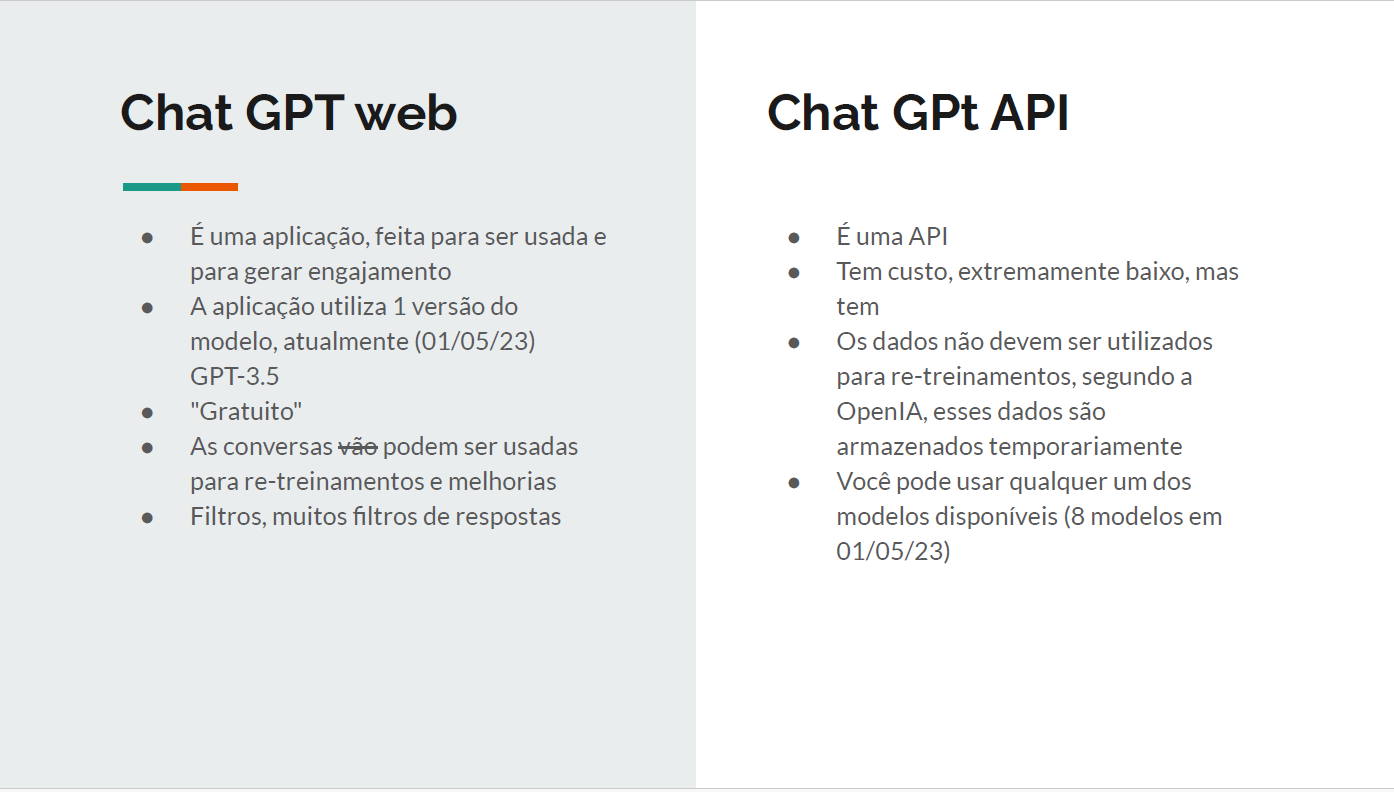 Chat GPT web
É uma aplicação, feita para ser usada e
para gerar engajamento
A aplicação utiliza 1 versão do
modelo, atualmente (01/05/23)
GPT-3.5
"Gratuito"
As conversas vão podem ser usadas
para re-treinamentos e melhorias
Filtros, muitos filtros de respostas
Chat GPt API
É uma API
Tem custo, extremamente baixo, mas
tem
Os dados não devem ser utilizados
para re-treinamentos, segundo a
OpenIA, esses dados são
armazenados temporariamente
Você pode usar qualquer um dos
modelos disponíveis (8 modelos em
01/05/23)